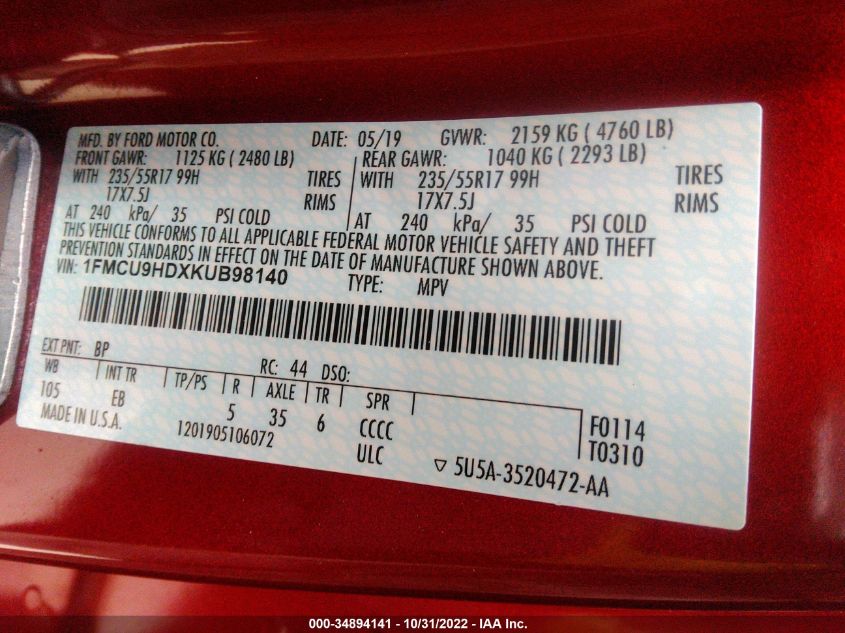 MFD. BY FORD MOTOR CO. DATE: 05/19 GVWR: 2159 KG ( 4760 LB)
FRONT GAWR: 1125 KG ( 2480 LB) REAR GAWR: 1040 KG ( 2293 LB)
WITH 235/55R17 99H TIRES WITH 235/55R17 99H TIRES
17X7.5J RIMS 17X7.5J RIMS
AT 240 kPa/ 35 PSI COLD AT 240 kPa/ 35 PSI COLD
THIS VEHICLE CONFORMS TO ALL APPLICABLE FEDERAL MOTOR VEHICLE SAFETY AND THEFT
PREVENTION STANDARDS IN EFFECT ON THE DATE OF MANUFACTURE SHOWN ABOVE.
VIN: 1FMCU9HDXKUB98140 TYPE: MPV
EXT PNT: BP RC: 44 DSO:
WB INT TR TP/PS R AXLE TR SPR
105 EB 5 35 6 CCCC F0114
MADE IN U.S.A. 1201905106072 ULC T0310
5U5A-3520472-AA
000-34894141 - 10/31/2022 - IAA Inc.